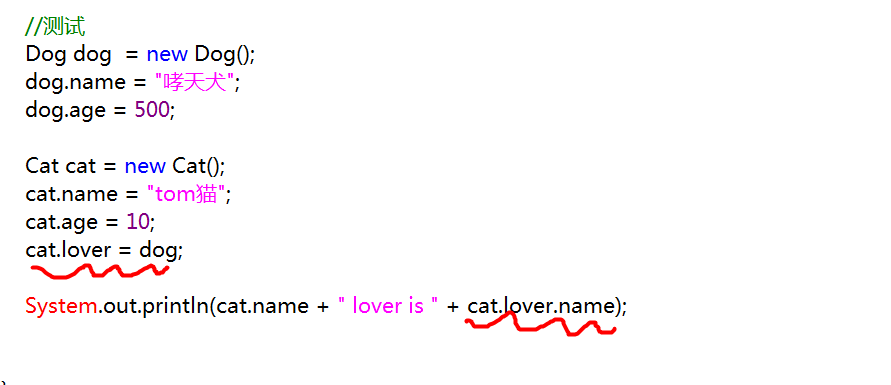 //测试
Dog dog  = new Dog();
dog.name = "哮天犬";
dog.age = 500;
Cat cat = new Cat();
cat.name = "tom猫";
cat.age = 10;
cat.lover = dog;
System.out.println(cat.name + " lover is " + cat.lover.name);